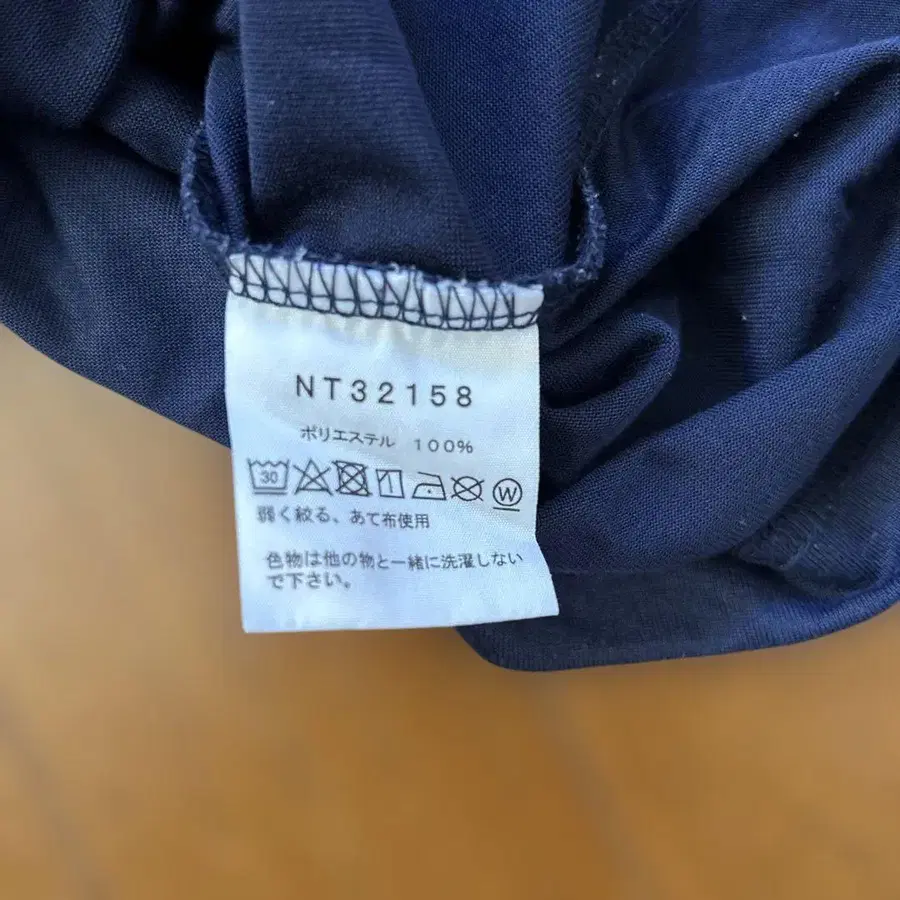 NT32158
ポリエステル 100%
30 W
弱く絞る、あて布使用
色物は他の物と一緒に洗濯しない
で下さい。